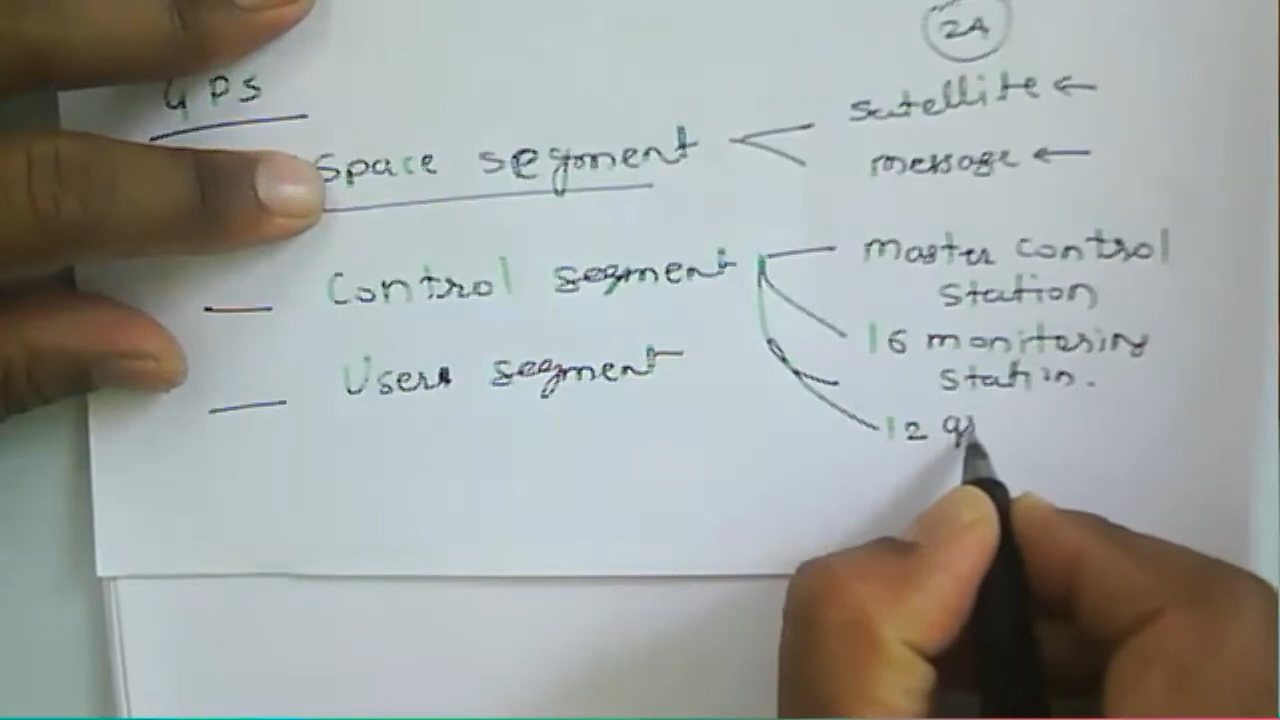 24
GPS
Space segment
satellite
message
Control segment
master control
station
16 monitoring
station.
Users segment
12